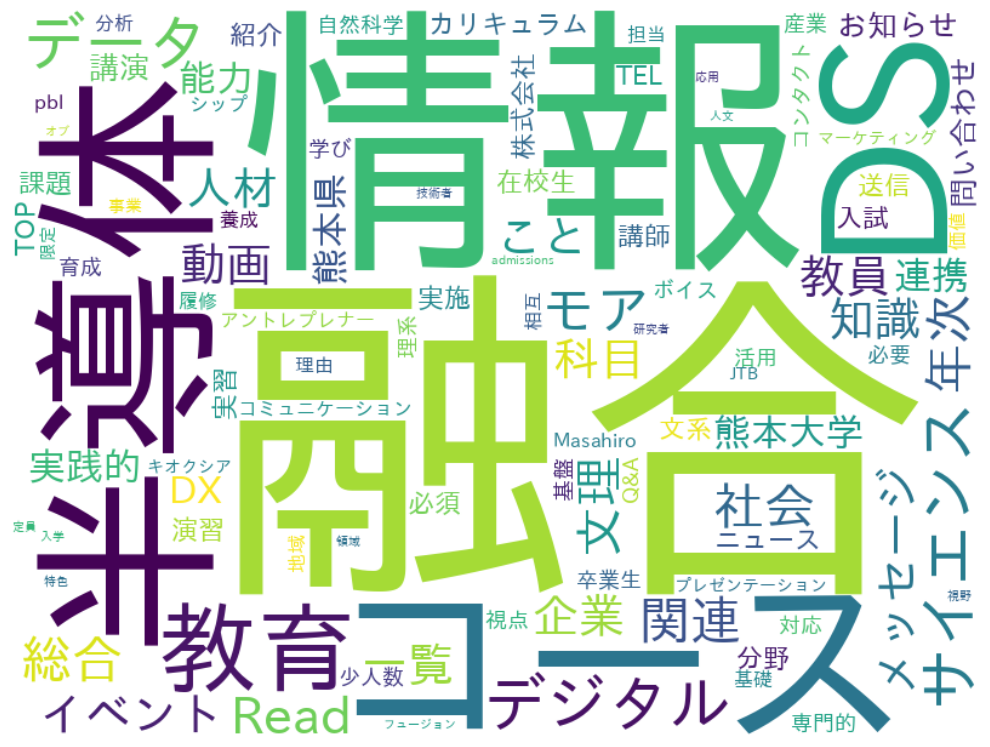 分析
自然科学
カリキュラム
担当
産業
お知らせ
データ
紹介
情報
DS
講演
能力
TEL
応用
コンタクト
pbl
シップ
株式会社
人文
マーケティング
問い合わせ
オブ
半導体
学び
在校生
送信
課題
人材
技術者
入試
価値
TOP
事業
養成
熊本県
こと
講師
限定
育成
動画
admissions
教員
連携
融合
履修
実施
相互
モア
ボイス
知識
年次
アントレプレナー
理系
研究者
理由
科目
活用
必要
JTB
実習
コミュニケーション
文系
熊本大学
実践的
キオクシア
Masahiro
基盤
文理
Q&A
DX
必須
社会
メッセージ
サイエンス
定員
入学
演習
地域
領域
ニュース
特色
卒業生
プレゼンテーション
視野
教育
コース
視点
企業
関連
対応
総合
一覧
少人数
分野
基礎
イベント
Read
フュージョン
デジタル
専門的